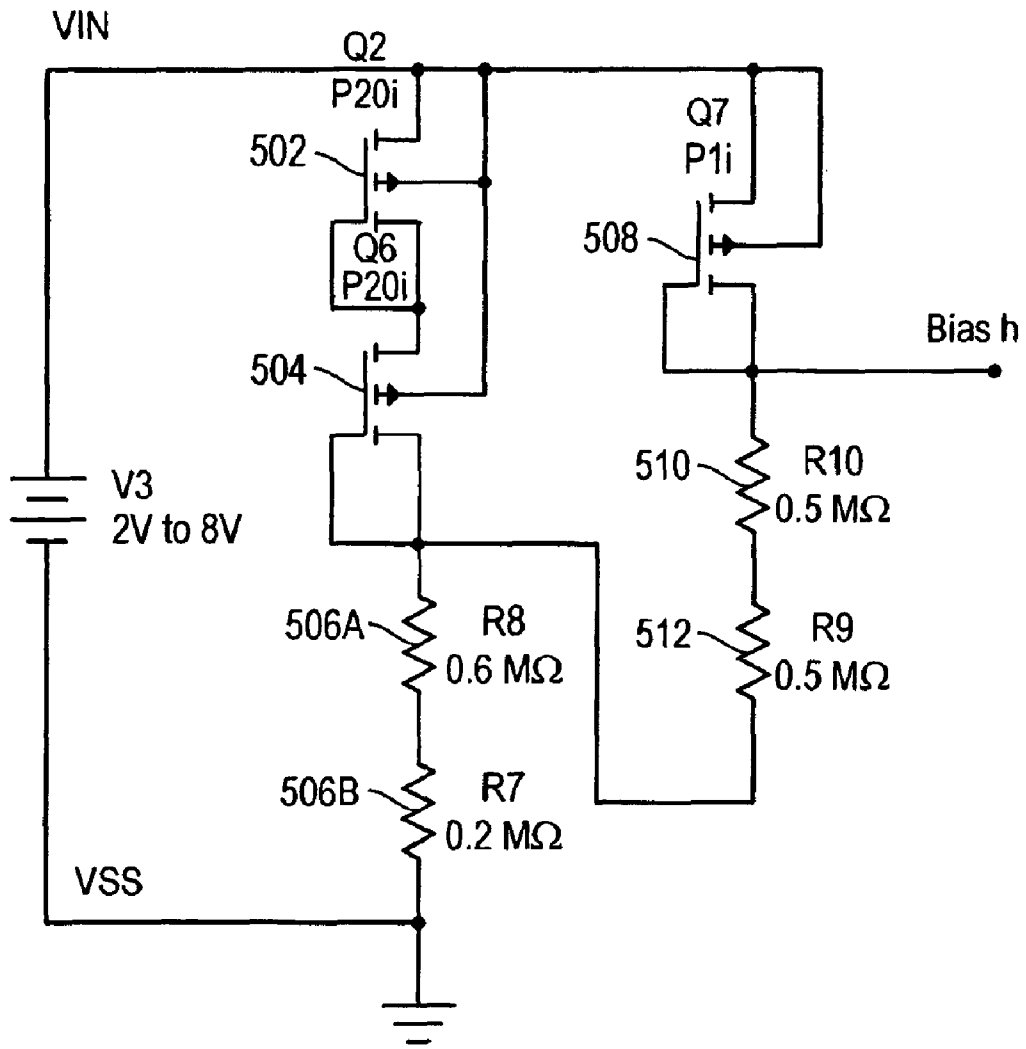 VIN
Q2
P20i
502
Q7
P1i
508
Q6
P20i
Bias h
504
V3
2V to 8V
510
R10
0.5 MΩ
506A
R8
0.6 MΩ
512
R9
0.5 MΩ
506B
R7
0.2 MΩ
VSS